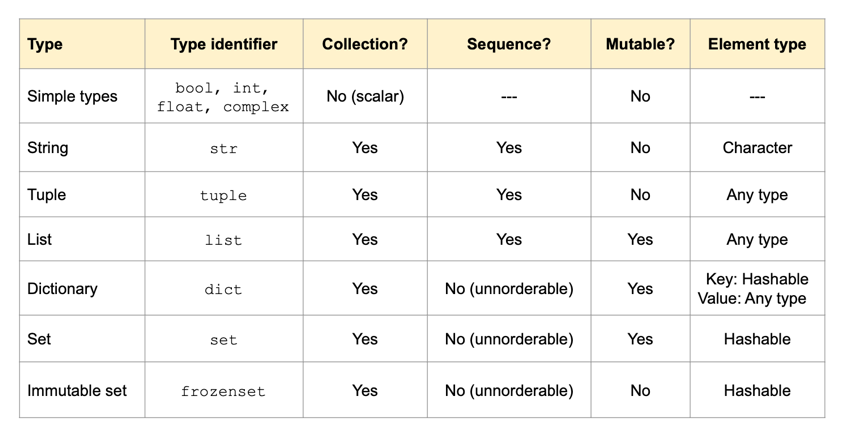 Type Type identifier Collection? Sequence? Mutable? Element type
Simple types bool, int, float, complex No (scalar) --- No ---
String str Yes Yes No Character
Tuple tuple Yes Yes No Any type
List list Yes Yes Yes Any type
Dictionary dict Yes No (unnorderable) Yes Key: Hashable Value: Any type
Set set Yes No (unnorderable) Yes Hashable
Immutable set frozenset Yes No (unnorderable) No Hashable